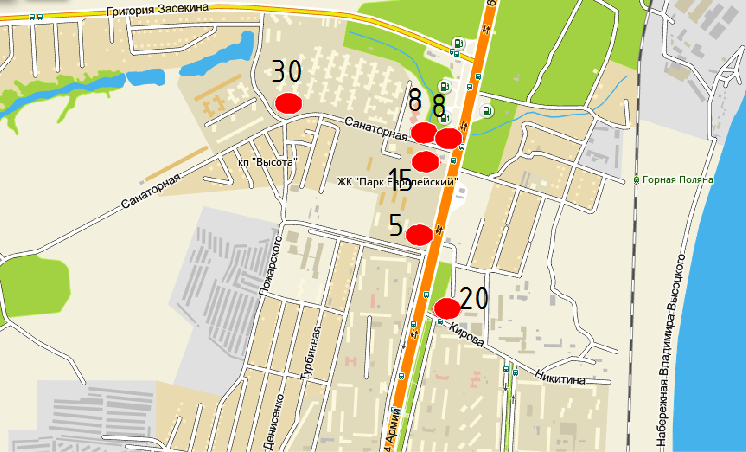 Григория Засекина
30
8
8
Санаторная
кп "Высота"
15
ЖК "Парк Европейский"
Горная Поляна
Санаторная
5
Пожарского
20
Кирова
Турбинная
Никитина
Денисенко
й Армий
Набережная Владимира Высоцкого